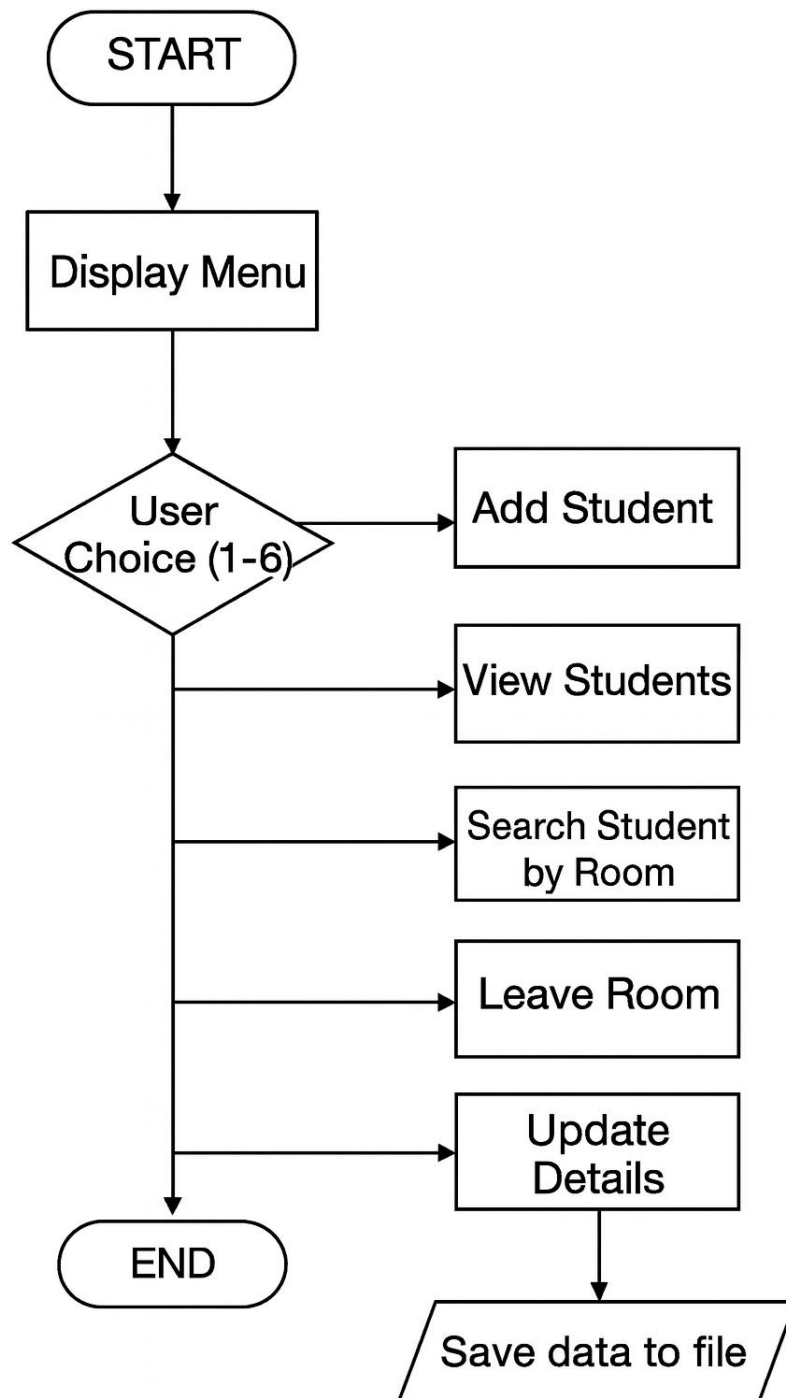 START
Display Menu
User
Choice (1-6)
Add Student
View Students
Search Student
by Room
Leave Room
Update
Details
END
Save data to file